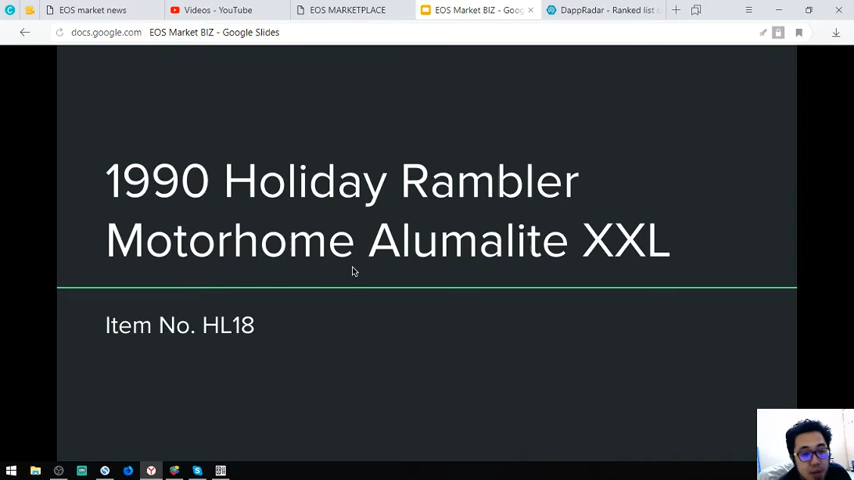 EOS market news
Videos - YouTube
EOS MARKETPLACE
EOS Market BIZ - Goog
DappRadar - Ranked list
docs.google.com EOS Market BIZ - Google Slides
1990 Holiday Rambler
Motorhome Alumalite XXL
Item No. HL18